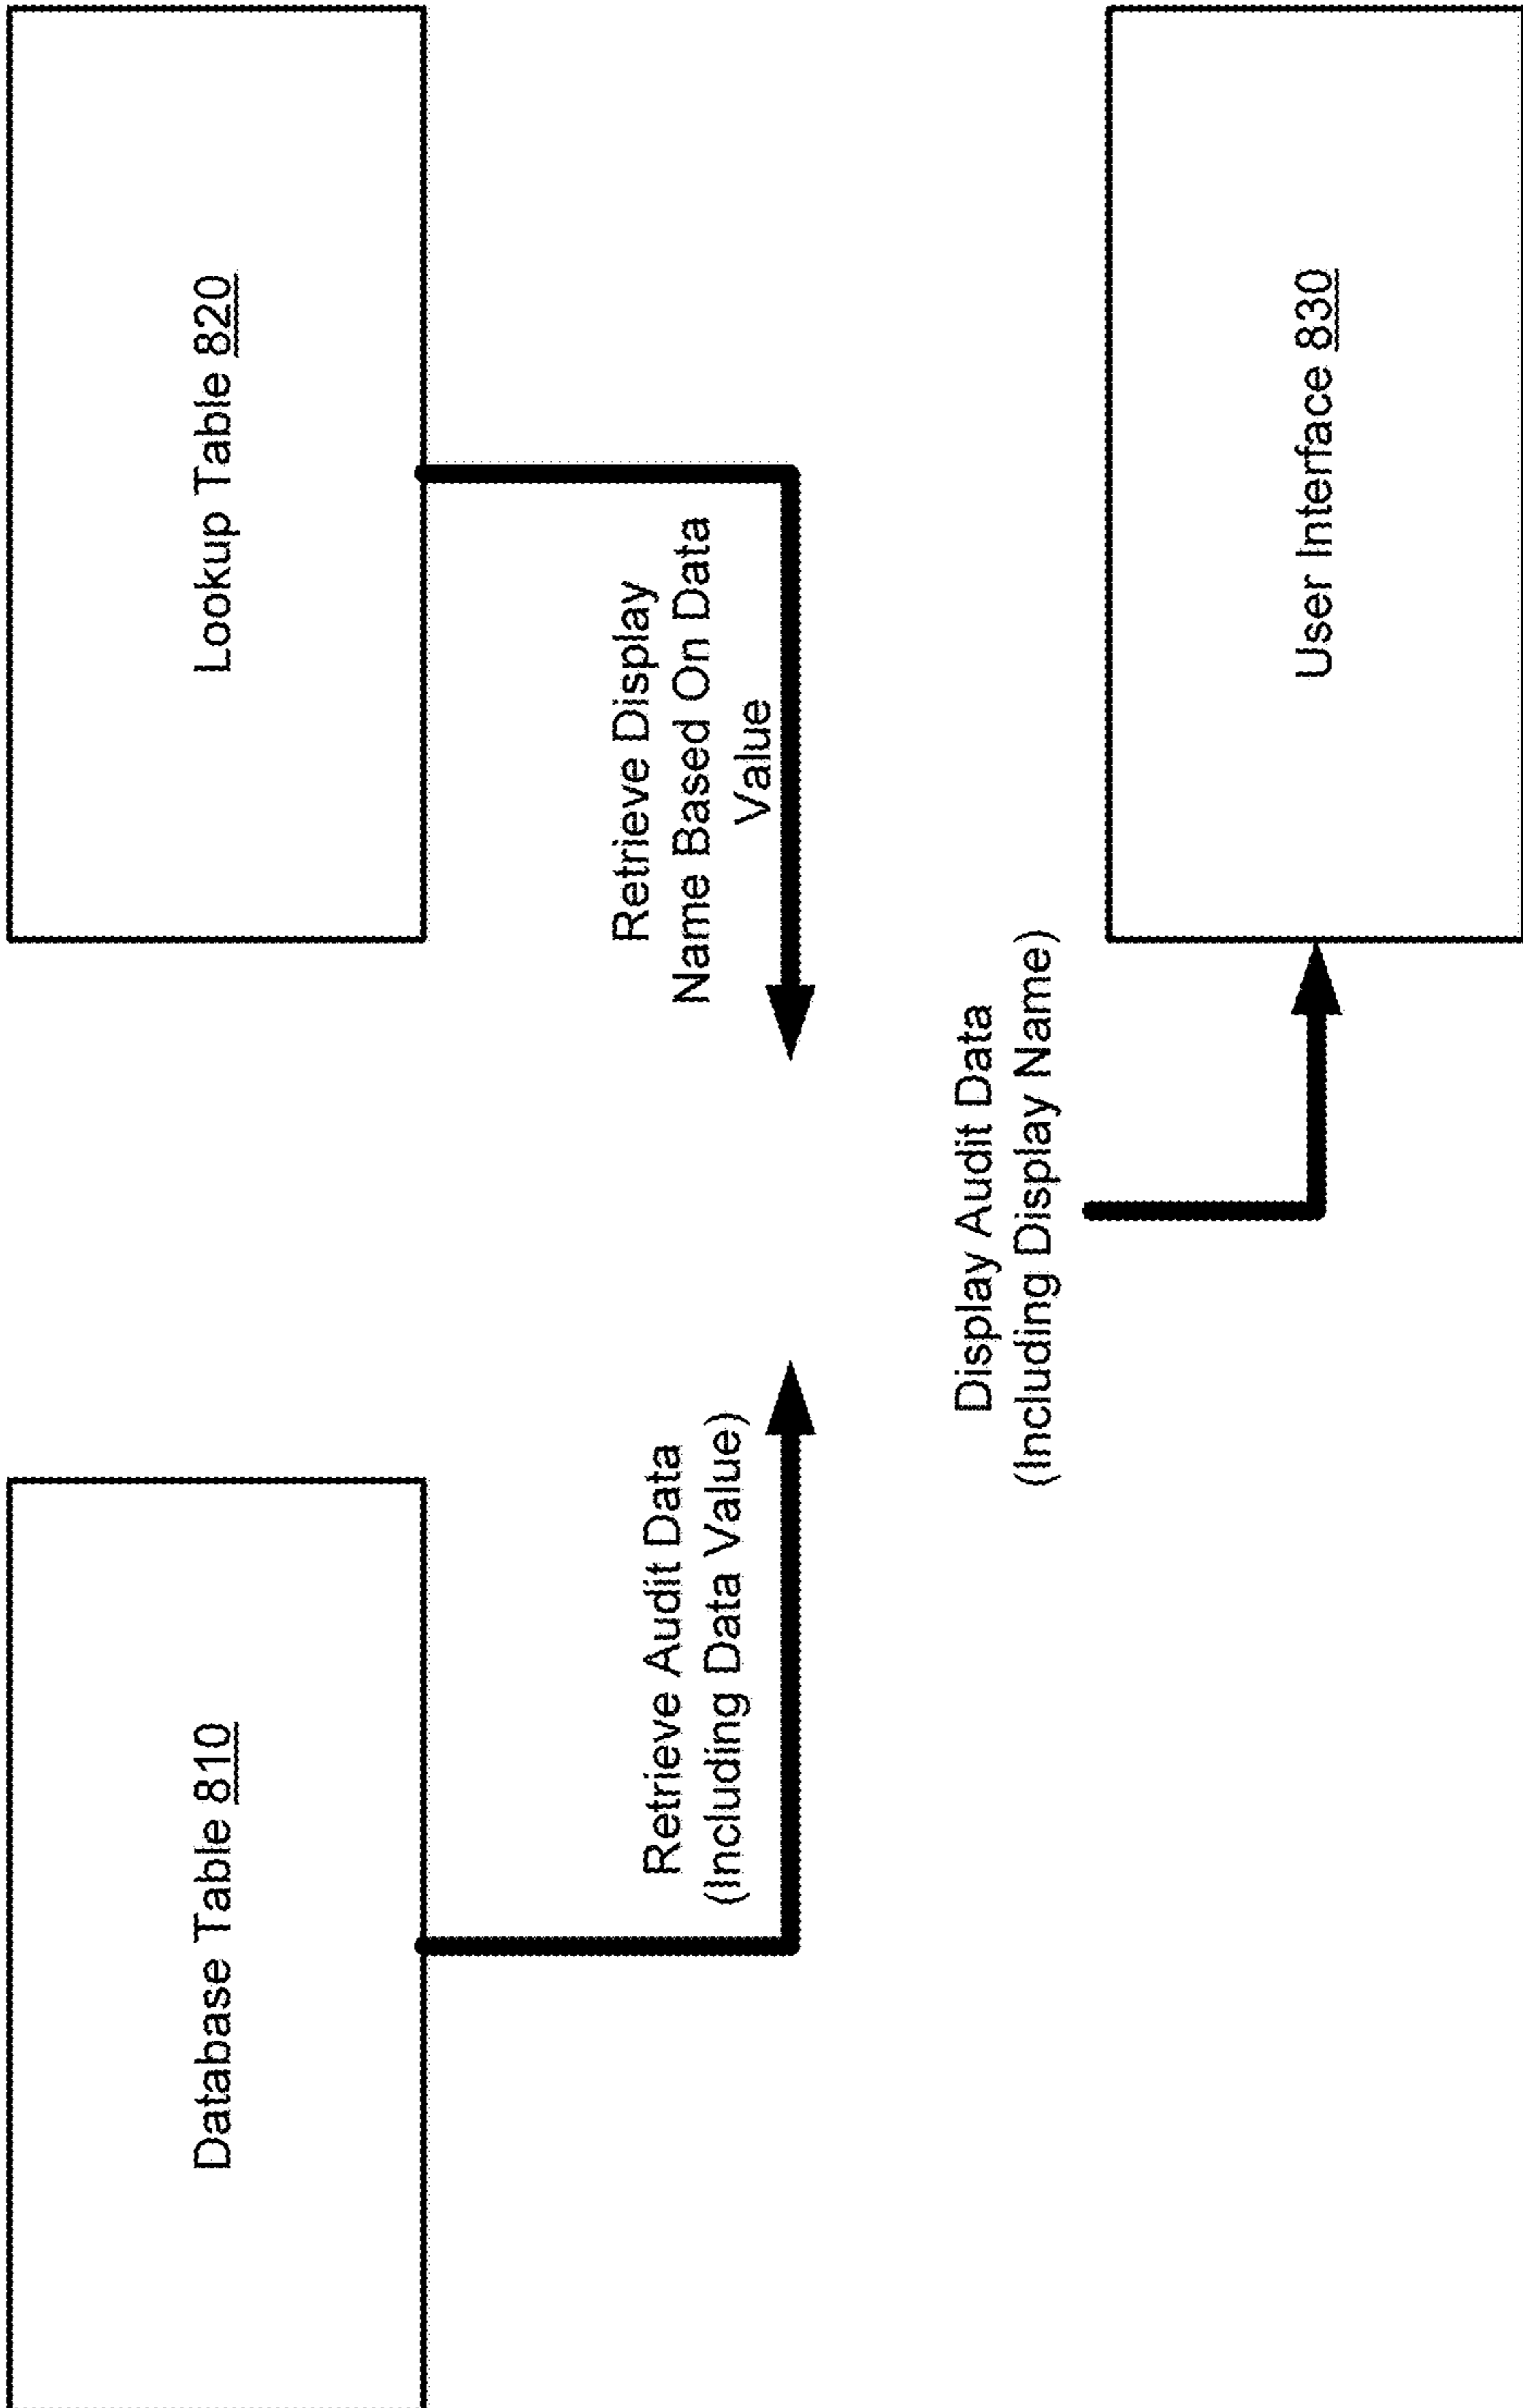 Database Table 810
Lookup Table 820
Retrieve Audit Data
(Including Data Value)
Retrieve Display
Name Based On Data
Value
Display Audit Data
(Including Display Name)
User Interface 830